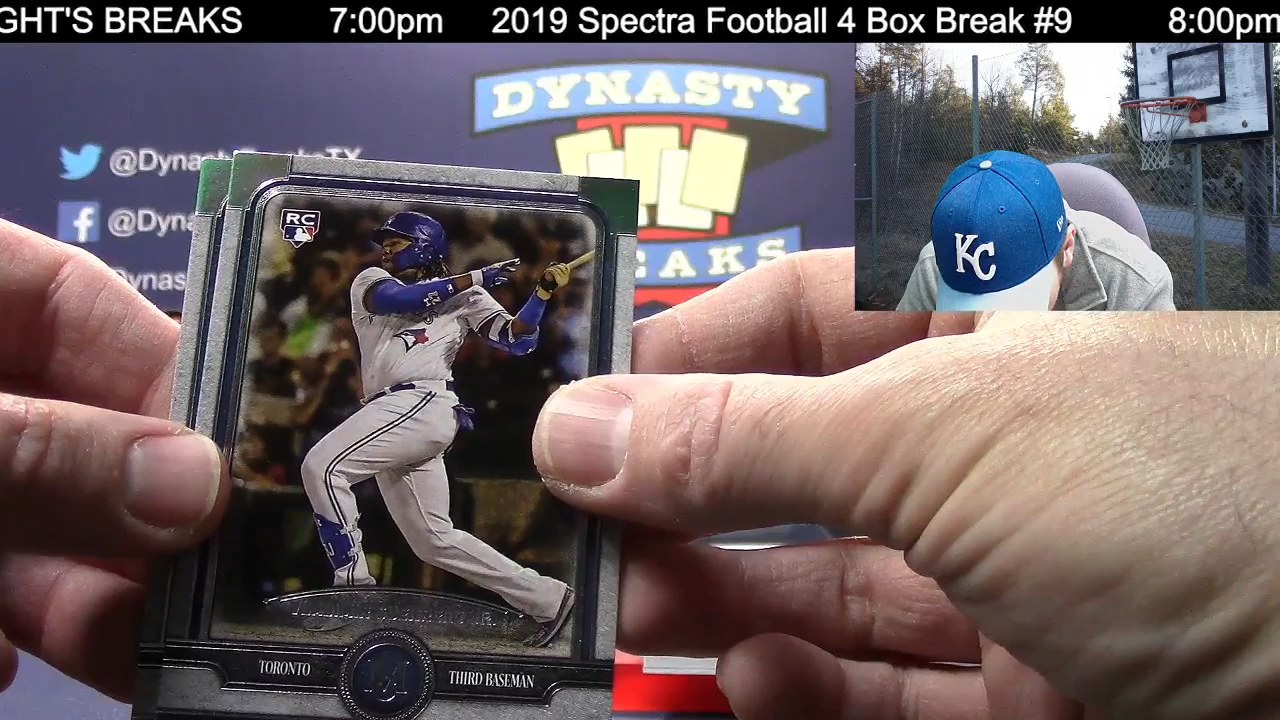 GHT'S BREAKS 7:00pm 2019 Spectra Football 4 Box Break #9 8:00pm
DYNASTY
@Dynas
@Dyna
ynas
EAKS
KC
RC
TORONTO
THIRD BASEMAN